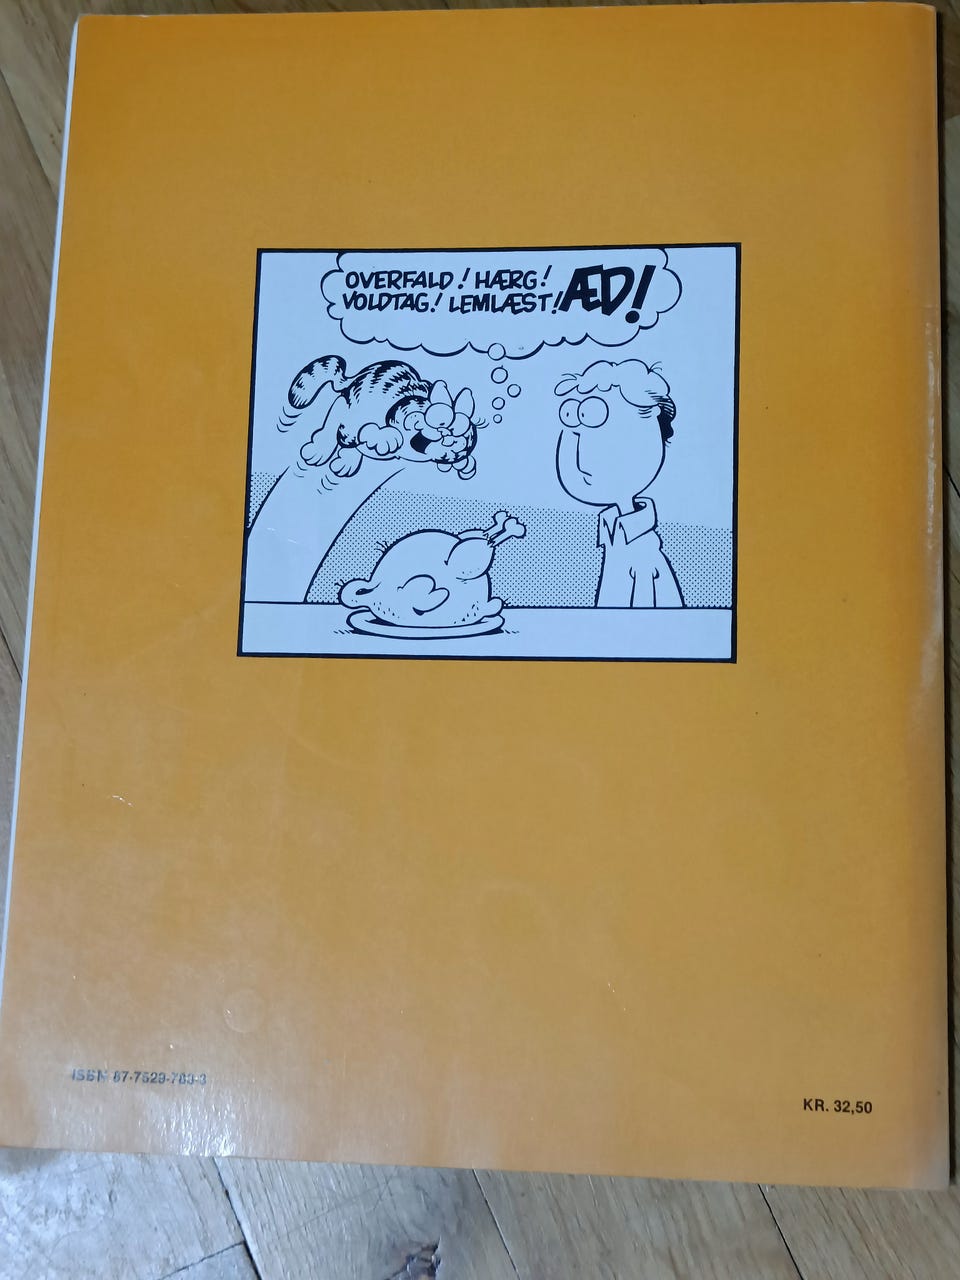 OVERFALD! HÆRG!
VOLDTAG! LEMLÆST! ÆD!
ISBN 87-7529-783-3
KR. 32,50